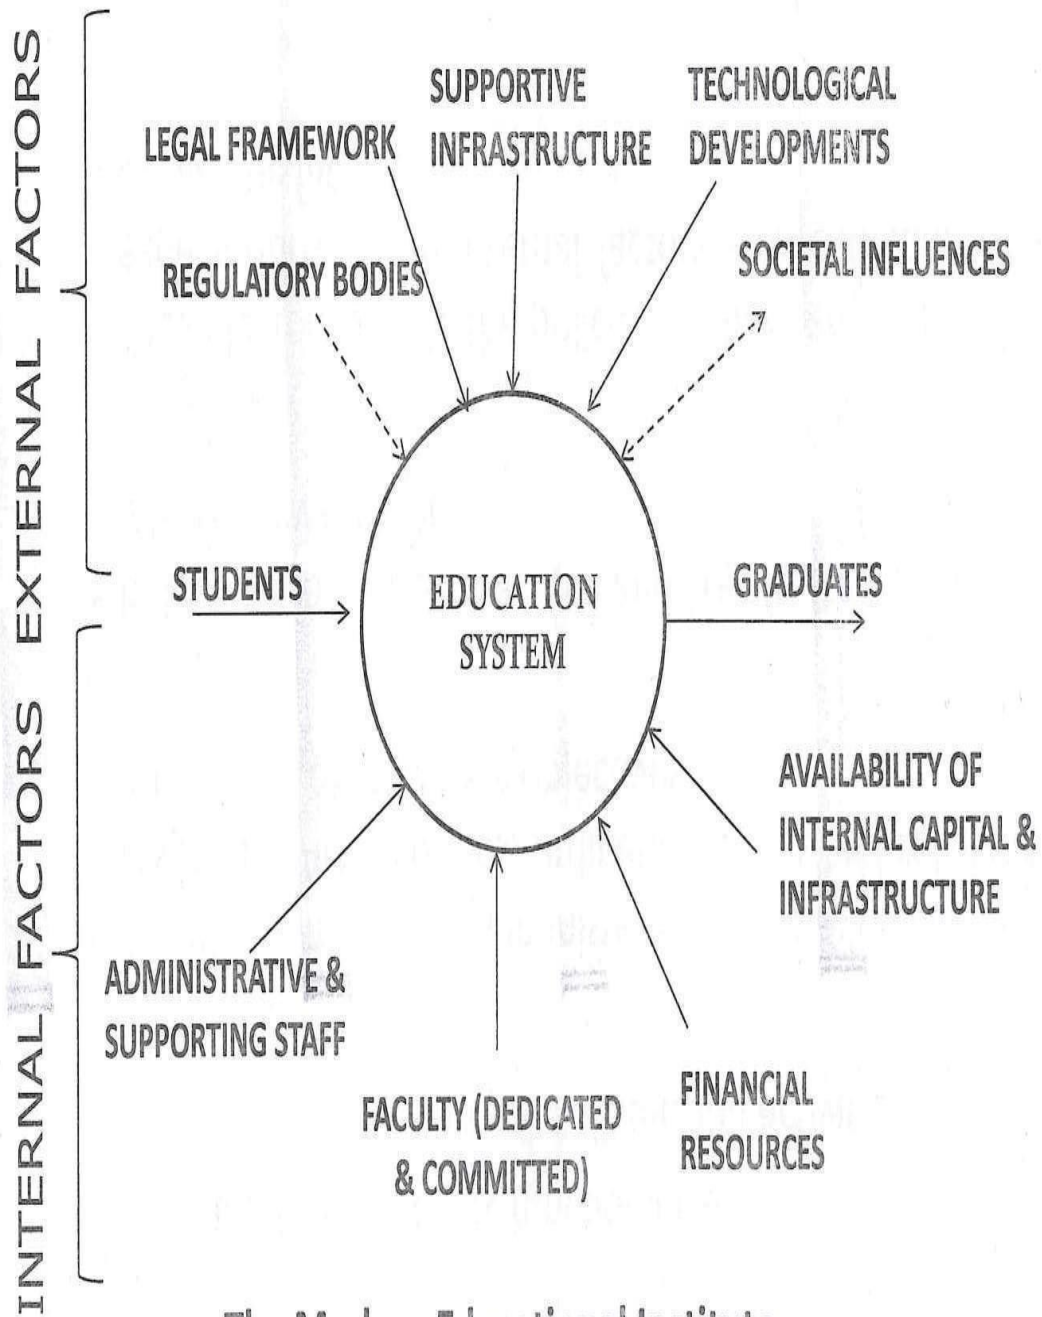 EXTERNAL FACTORS
SUPPORTIVE
INFRASTRUCTURE
TECHNOLOGICAL
DEVELOPMENTS
LEGAL FRAMEWORK
REGULATORY BODIES
SOCIETAL INFLUENCES
STUDENTS
EDUCATION
SYSTEM
GRADUATES
INTERNAL FACTORS
AVAILABILITY OF
INTERNAL CAPITAL &
INFRASTRUCTURE
ADMINISTRATIVE &
SUPPORTING STAFF
FACULTY (DEDICATED
& COMMITTED)
FINANCIAL
RESOURCES